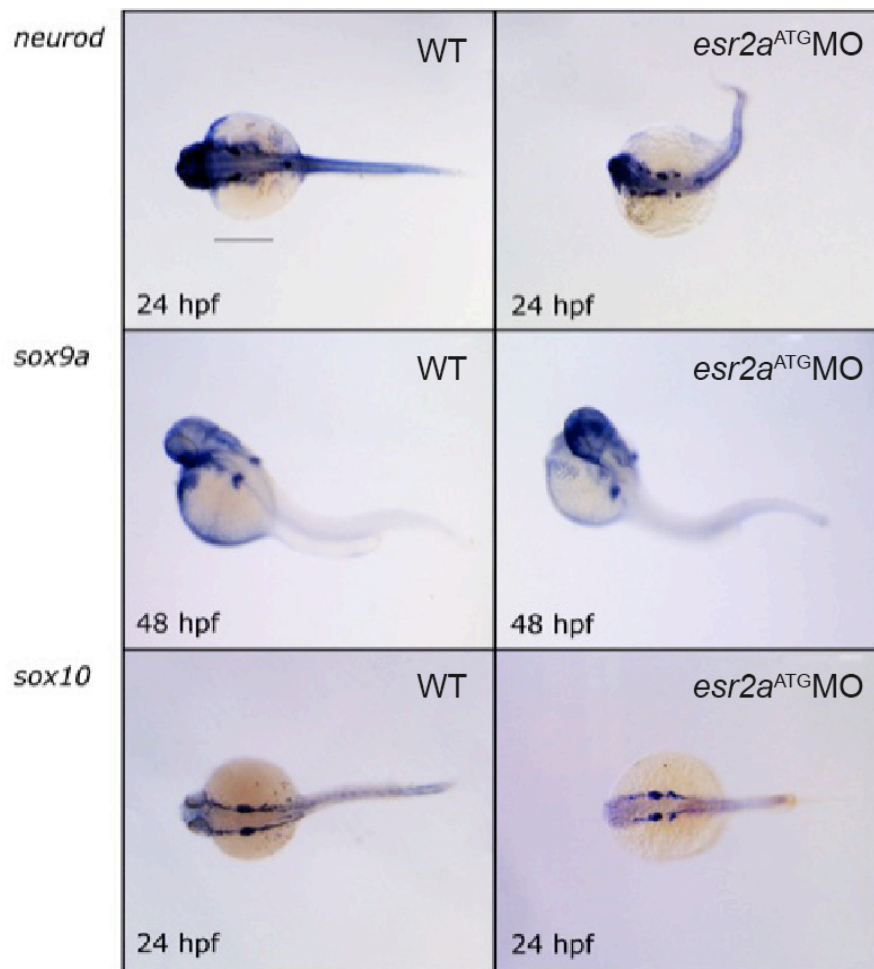 neurod
WT
esr2aᴬᵀᴳMO
24 hpf
24 hpf
sox9a
WT
esr2aᴬᵀᴳMO
48 hpf
48 hpf
sox10
WT
esr2aᴬᵀᴳMO
24 hpf
24 hpf